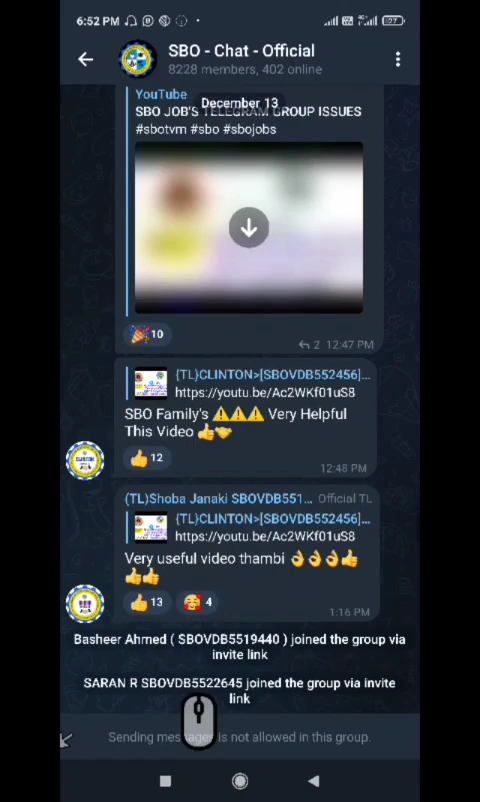 6:52 PM
27
SBO - Chat - Official
8228 members, 402 online
YouTube
December 13
SBO JOB'S TELEGRAM GROUP ISSUES
#sbotvm #sbo #sbojobs
10
2 12:47 PM
{TL}CLINTON>[SBOVDB552456]...
https://youtu.be/Ac2WKf01uS8
SBO Family's ⚠️⚠️⚠️ Very Helpful
This Video 👍🤝
12
12:48 PM
(TL)Shoba Janaki SBOVDB551... Official TL
{TL}CLINTON>[SBOVDB552456]...
https://youtu.be/Ac2WKf01uS8
Very useful video thambi 👌👌👌👍
👍👍
13 4
1:16 PM
Basheer Ahmed ( SBOVDB5519440 ) joined the group via
invite link
SARAN R SBOVDB5522645 joined the group via invite
link
Sending messages is not allowed in this group.